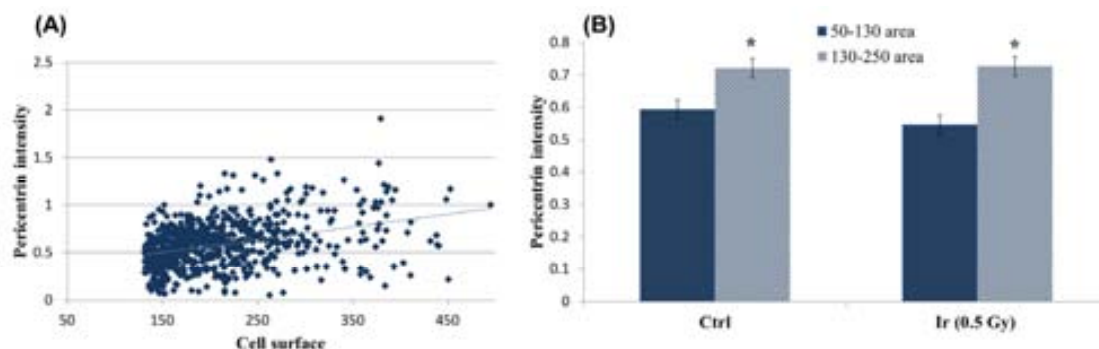 (A)
2.5
2
1.5
1
0.5
0
Pericentrin intensity
50 150 250 350 450
Cell surface
(B)
50-130 area
130-250 area
0.8
0.7
0.6
0.5
0.4
0.3
0.2
0.1
0
Pericentrin intensity
* *
Ctrl Ir (0.5 Gy)